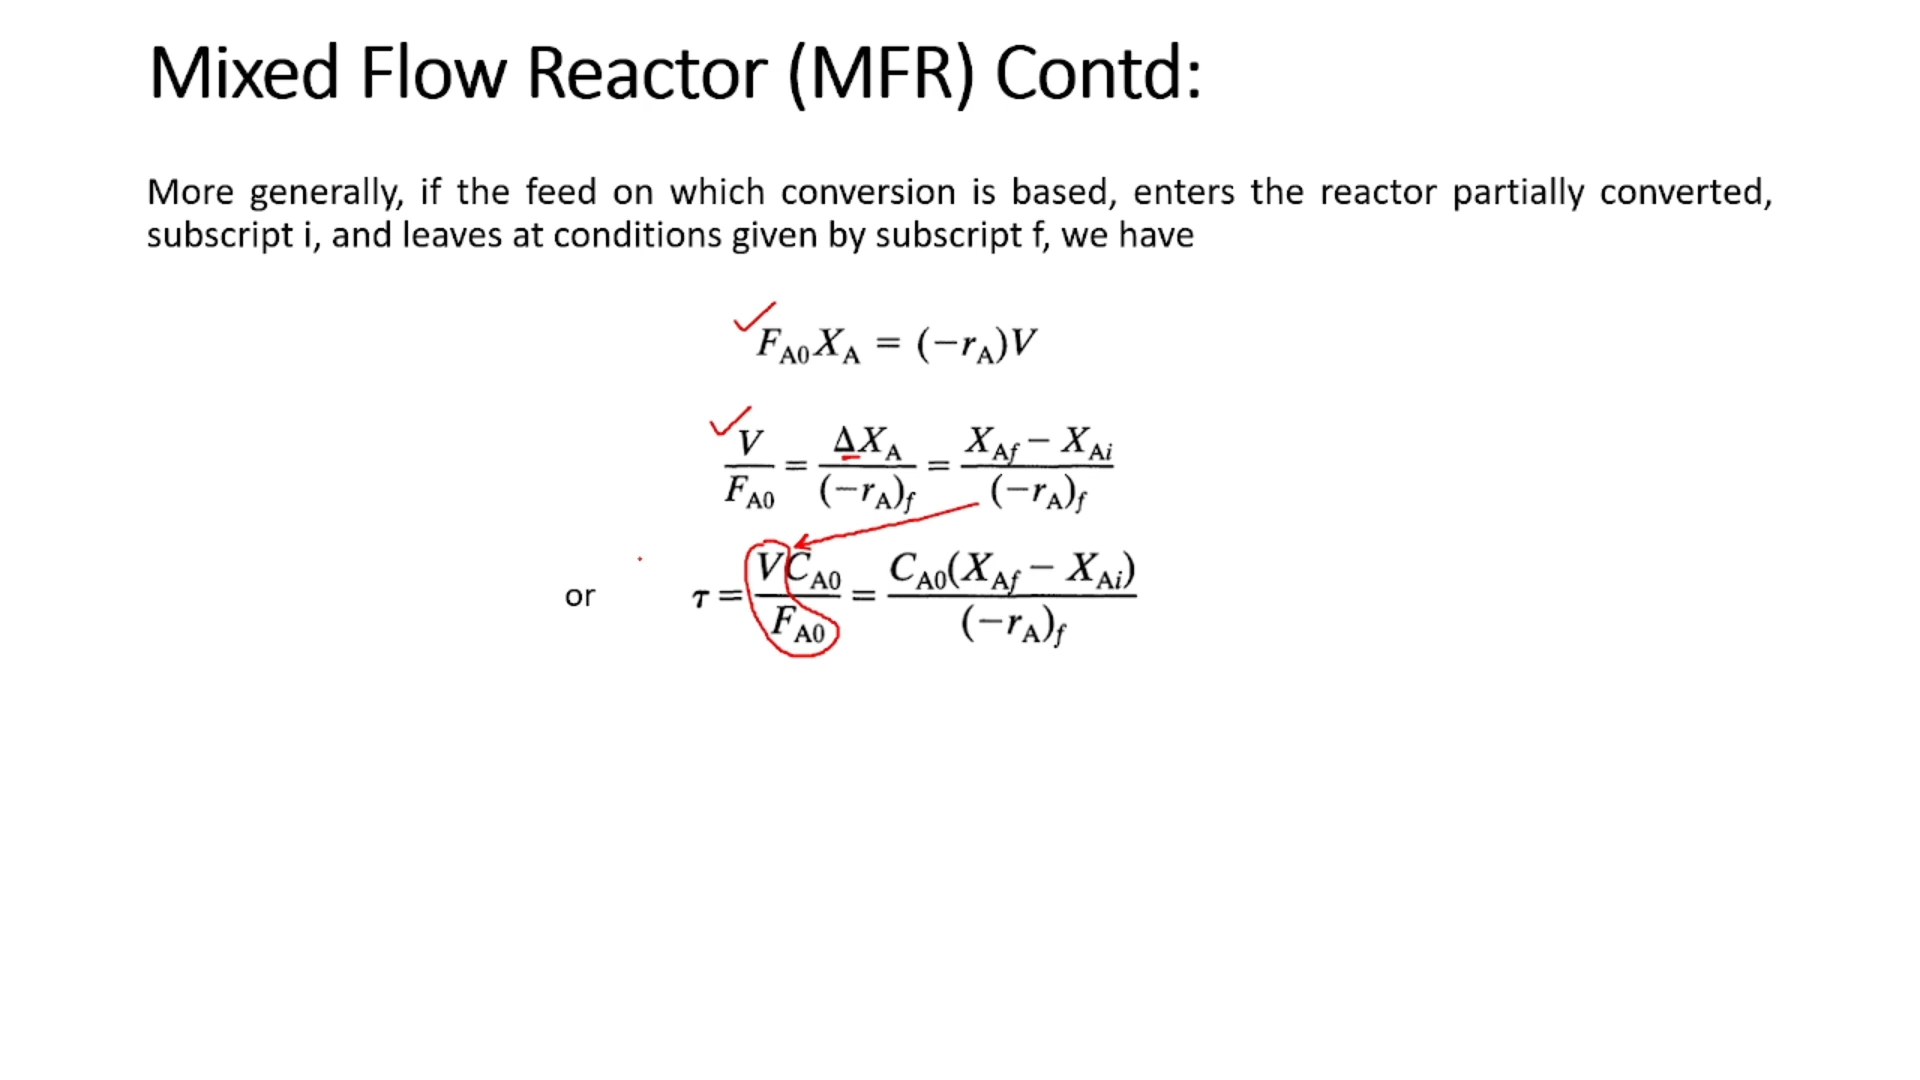 Mixed Flow Reactor (MFR) Contd:
More generally, if the feed on which conversion is based, enters the reactor partially converted,
subscript i, and leaves at conditions given by subscript f, we have
F_A0 X_A = (−r_A)V
V/F_A0 = ΔX_A/(−r_A)_f = (X_Af − X_Ai)/(−r_A)_f
or τ = VC_A0/F_A0 = C_A0(X_Af − X_Ai)/(−r_A)_f